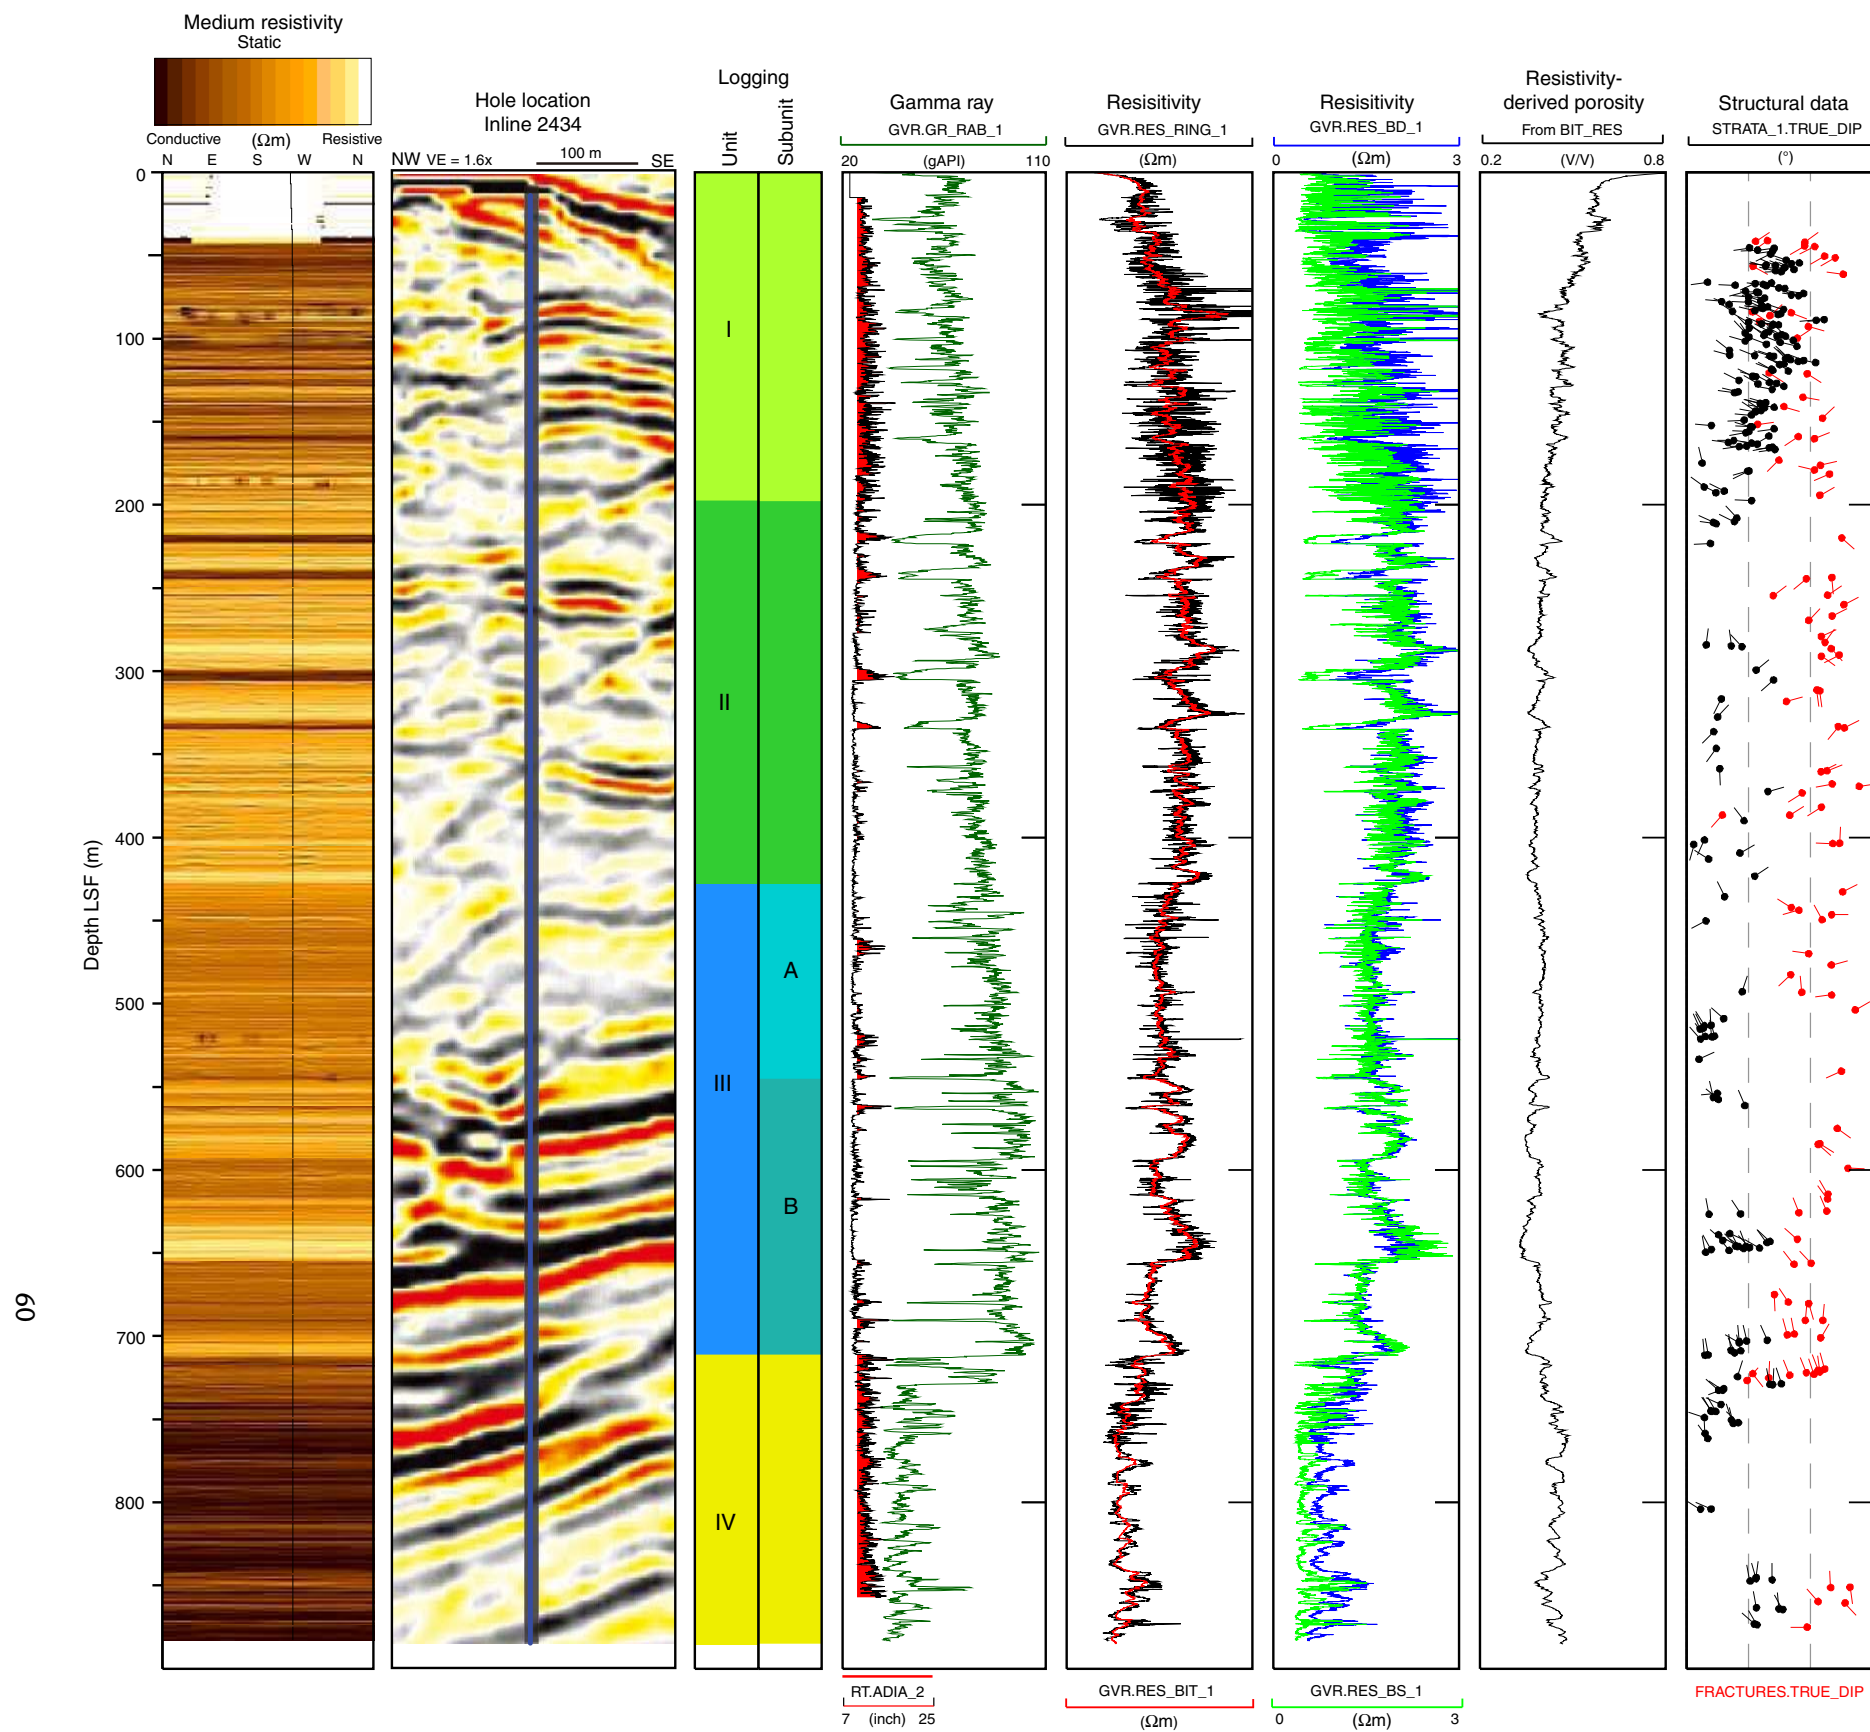 Medium resistivity
Static
Conductive (Ωm) Resistive
N E S W N
Hole location
Inline 2434
NW VE = 1.6x 100 m SE
Logging
Unit
Subunit
Gamma ray
GVR.GR_RAB_1
20 (gAPI) 110
Resisitivity
GVR.RES_RING_1
(Ωm)
Resisitivity
GVR.RES_BD_1
0 (Ωm) 3
Resistivity-
derived porosity
From BIT_RES
0.2 (V/V) 0.8
Structural data
STRATA_1.TRUE_DIP
(°)
Depth LSF (m)
0
100
200
300
400
500
600
700
800
I
II
III
IV
A
B
RT.ADIA_2
7 (inch) 25
GVR.RES_BIT_1
(Ωm)
GVR.RES_BS_1
0 (Ωm) 3
FRACTURES.TRUE_DIP
60